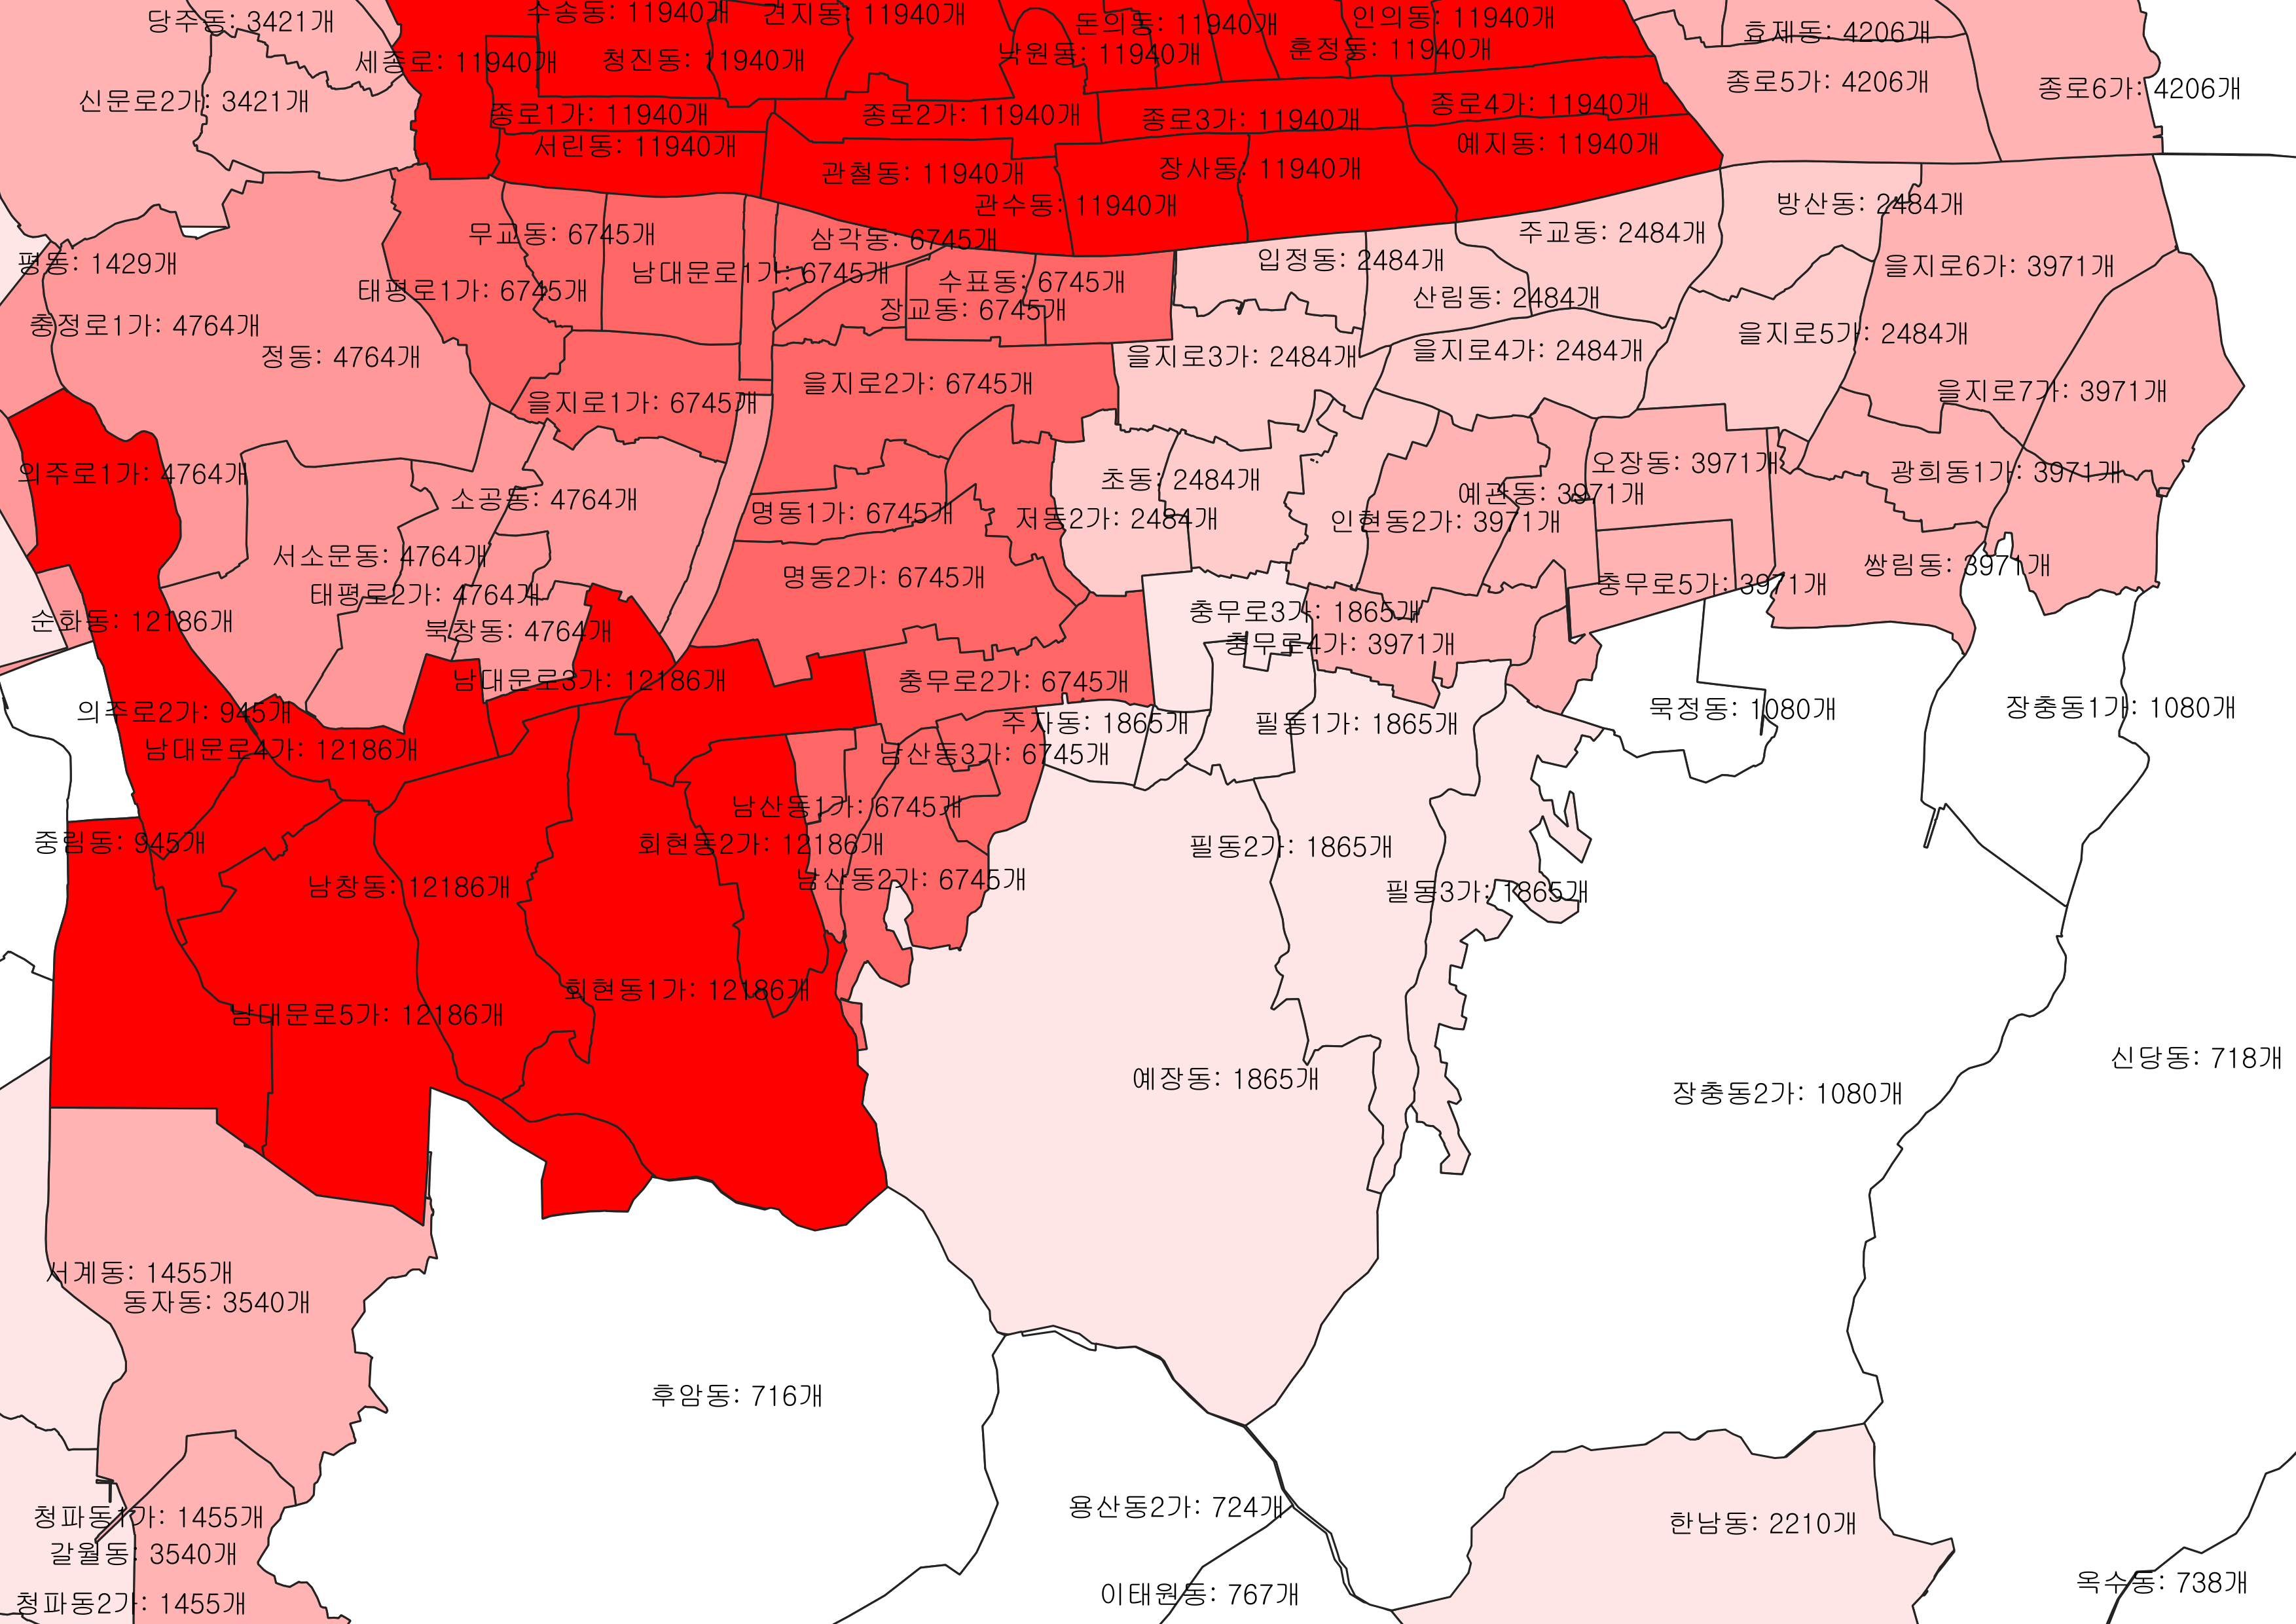 당주동: 3421개
수송동: 11940개
견지동: 11940개
돈의동: 11940개
인의동: 11940개
효제동: 4206개
세종로: 11940개
청진동: 11940개
낙원동: 11940개
훈정동: 11940개
종로5가: 4206개
종로6가: 4206개
신문로2가: 3421개
종로1가: 11940개
종로2가: 11940개
종로3가: 11940개
종로4가: 11940개
서린동: 11940개
관철동: 11940개
장사동: 11940개
예지동: 11940개
관수동: 11940개
방산동: 2484개
무교동: 6745개
삼각동: 6745개
주교동: 2484개
평동: 1429개
남대문로1가: 6745개
입정동: 2484개
을지로6가: 3971개
태평로1가: 6745개
수표동: 6745개
산림동: 2484개
장교동: 6745개
충정로1가: 4764개
정동: 4764개
을지로3가: 2484개
을지로4가: 2484개
을지로5가: 2484개
을지로1가: 6745개
을지로2가: 6745개
을지로7가: 3971개
의주로1가: 4764개
소공동: 4764개
초동: 2484개
오장동: 3971개
광희동1가: 3971개
명동1가: 6745개
저동2가: 2484개
예관동: 3971개
인현동2가: 3971개
서소문동: 4764개
명동2가: 6745개
쌍림동: 3971개
태평로2가: 4764개
충무로5가: 3971개
순화동: 12186개
북창동: 4764개
충무로3가: 1865개
충무로4가: 3971개
남대문로3가: 12186개
충무로2가: 6745개
의주로2가: 945개
주자동: 1865개
필동1가: 1865개
묵정동: 1080개
장충동1가: 1080개
남대문로4가: 12186개
남산동3가: 6745개
남산동1가: 6745개
중림동: 945개
회현동2가: 12186개
필동2가: 1865개
남창동: 12186개
남산동2가: 6745개
필동3가: 1865개
남대문로5가: 12186개
회현동1가: 12186개
예장동: 1865개
장충동2가: 1080개
신당동: 718개
서계동: 1455개
동자동: 3540개
후암동: 716개
청파동1가: 1455개
용산동2가: 724개
한남동: 2210개
갈월동: 3540개
청파동2가: 1455개
이태원동: 767개
옥수동: 738개